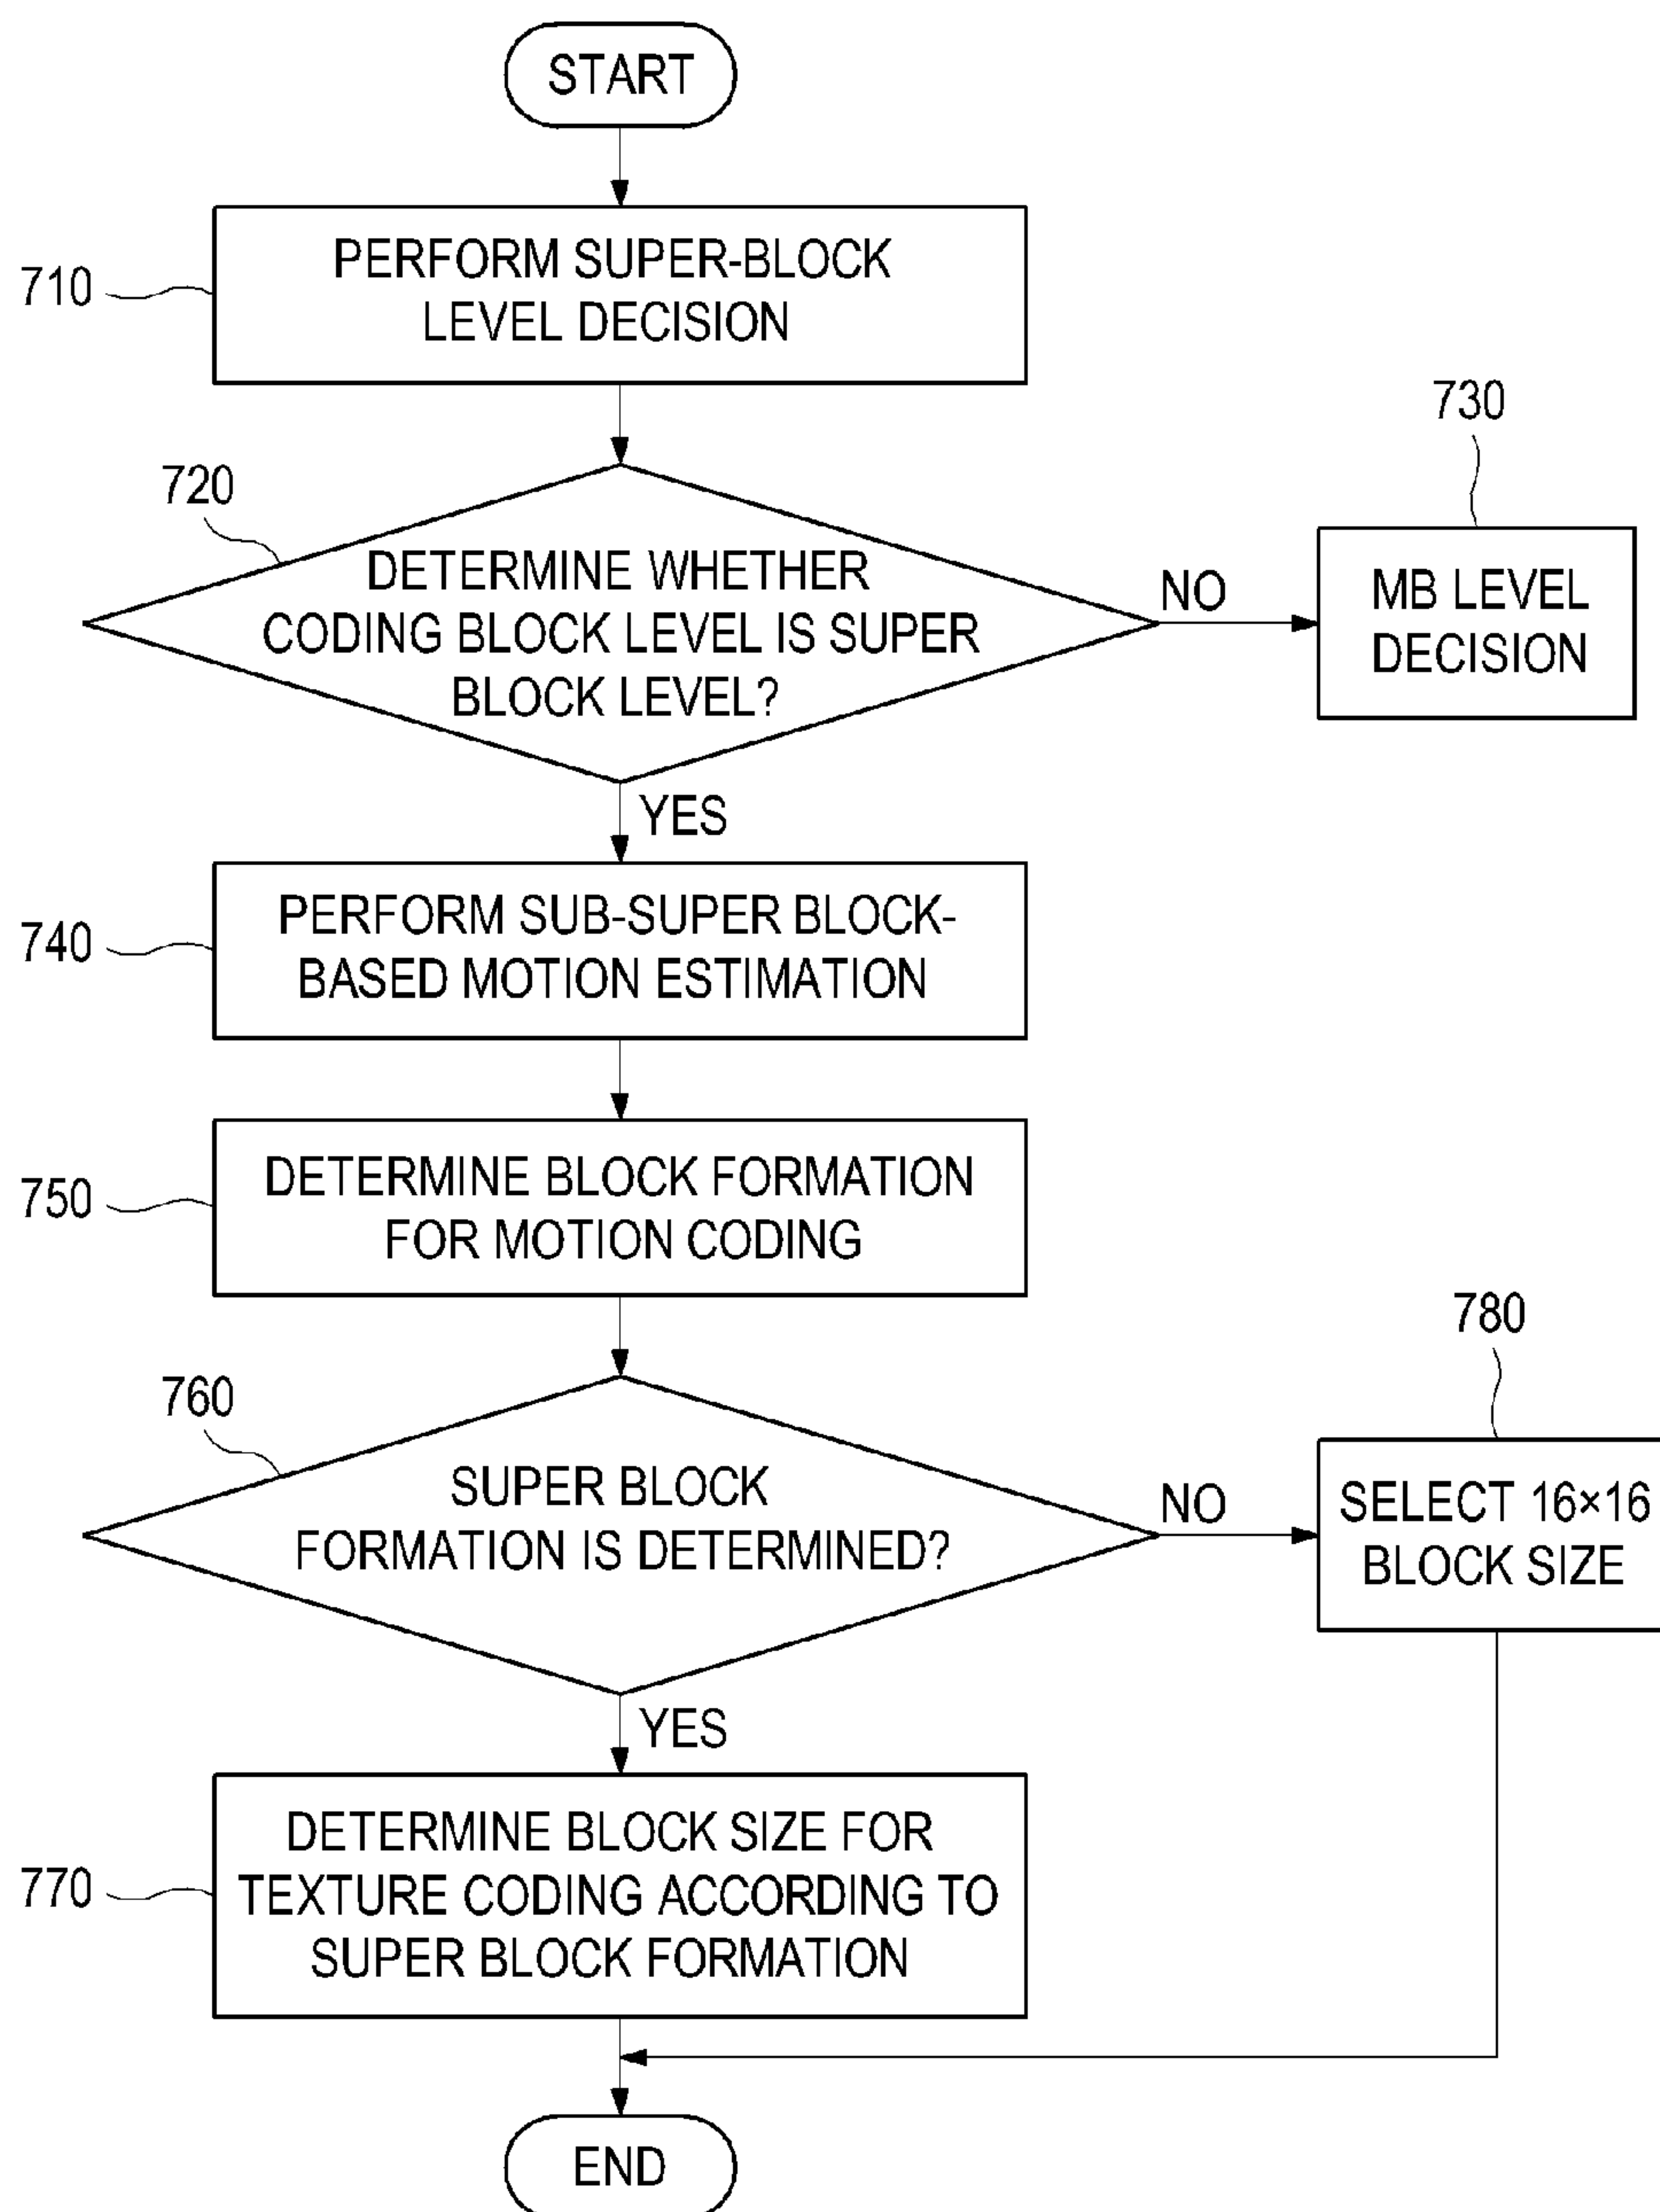 START
710
PERFORM SUPER-BLOCK
LEVEL DECISION
720
DETERMINE WHETHER
CODING BLOCK LEVEL IS SUPER
BLOCK LEVEL?
NO
730
MB LEVEL
DECISION
YES
740
PERFORM SUB-SUPER BLOCK-
BASED MOTION ESTIMATION
750
DETERMINE BLOCK FORMATION
FOR MOTION CODING
760
SUPER BLOCK
FORMATION IS DETERMINED?
NO
780
SELECT 16×16
BLOCK SIZE
YES
770
DETERMINE BLOCK SIZE FOR
TEXTURE CODING ACCORDING TO
SUPER BLOCK FORMATION
END